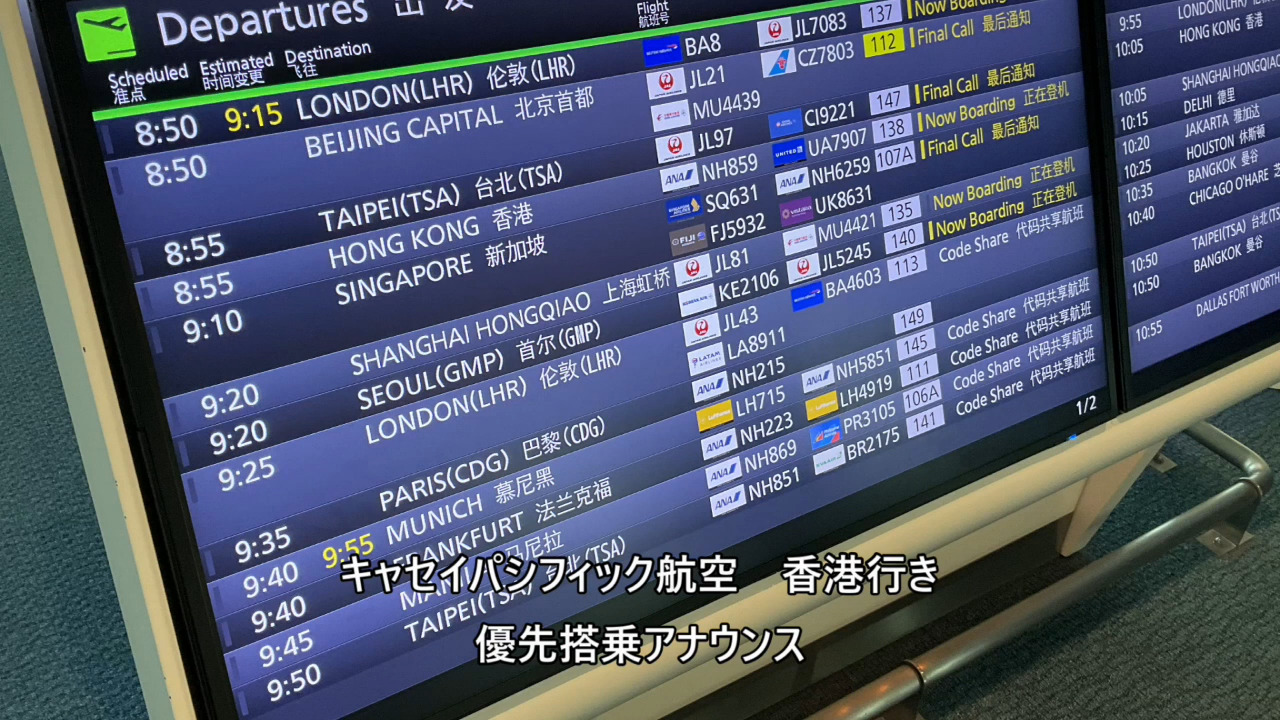 Departures 出发
Scheduled Estimated Destination Flight
准点 时间变更 飞往 航班号
8:50 9:15 LONDON(LHR) 伦敦(LHR) BA8 JL7083 137 Now Boarding
8:50 BEIJING CAPITAL 北京首都 JL21 CZ7803 112 Final Call 最后通知
MU4439
8:55 TAIPEI(TSA) 台北(TSA) JL97 CI9221 147 Final Call 最后通知
8:55 HONG KONG 香港 NH859 UA7907 138 Now Boarding 正在登机
9:10 SINGAPORE 新加坡 SQ631 NH6259 107A Final Call 最后通知
FJ5932 UK8631
9:20 SHANGHAI HONGQIAO 上海虹桥 JL81 MU4421 135 Now Boarding 正在登机
9:20 SEOUL(GMP) 首尔(GMP) KE2106 JL5245 140 Now Boarding 正在登机
9:25 LONDON(LHR) 伦敦(LHR) JL43 BA4603 113 Code Share 代码共享航班
LA8911
9:35 PARIS(CDG) 巴黎(CDG) NH215 149
9:40 9:55 MUNICH 慕尼黑 LH715 NH5851 145 Code Share 代码共享航班
9:40 FRANKFURT 法兰克福 NH223 LH4919 111 Code Share 代码共享航班
9:45 NH869 PR3105 106A Code Share 代码共享航班
9:50 TAIPEI(TSA) NH851 BR2175 141 Code Share 代码共享航班
1/2
9:55 LONDON(LHR)
10:05 HONG KONG 香港
10:05 SHANGHAI HONGQIAO
10:15 DELHI 德里
10:20 JAKARTA 雅加达
10:25 HOUSTON 休斯顿
10:35 BANGKOK 曼谷
10:40 CHICAGO O'HARE
10:50 TAIPEI(TSA)
10:50 BANGKOK 曼谷
10:55 DALLAS FORT WORTH
キャセイパシフィック航空 香港行き
優先搭乗アナウンス